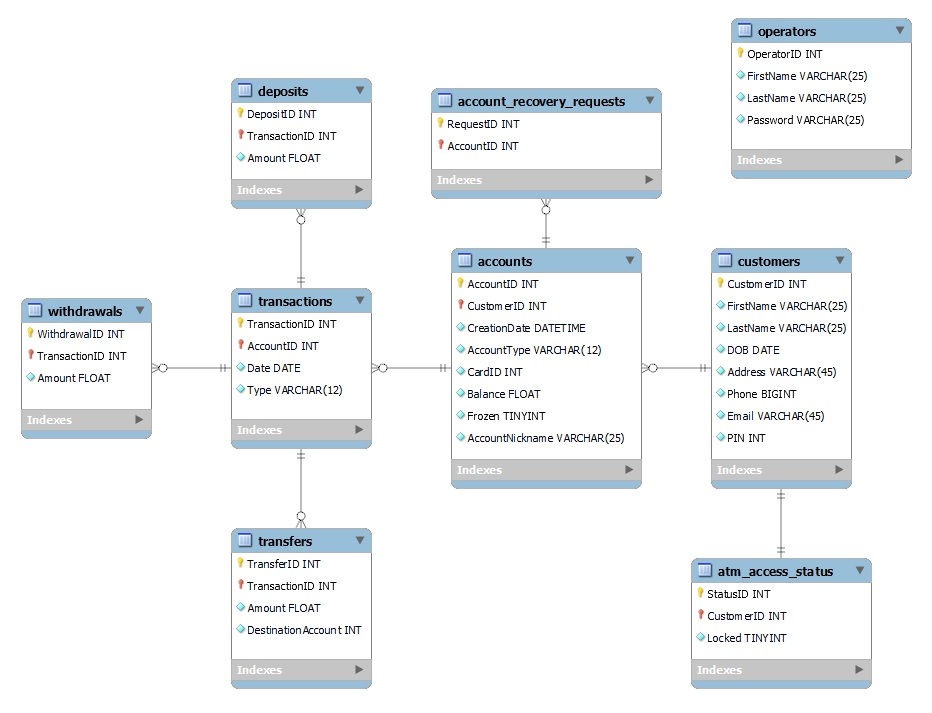 operators
OperatorID INT
FirstName VARCHAR(25)
LastName VARCHAR(25)
Password VARCHAR(25)
Indexes
deposits
DepositID INT
TransactionID INT
Amount FLOAT
Indexes
account_recovery_requests
RequestID INT
AccountID INT
Indexes
withdrawals
WithdrawalID INT
TransactionID INT
Amount FLOAT
Indexes
transactions
TransactionID INT
AccountID INT
Date DATE
Type VARCHAR(12)
Indexes
accounts
AccountID INT
CustomerID INT
CreationDate DATETIME
AccountType VARCHAR(12)
CardID INT
Balance FLOAT
Frozen TINYINT
AccountNickname VARCHAR(25)
Indexes
customers
CustomerID INT
FirstName VARCHAR(25)
LastName VARCHAR(25)
DOB DATE
Address VARCHAR(45)
Phone BIGINT
Email VARCHAR(45)
PIN INT
Indexes
transfers
TransferID INT
TransactionID INT
Amount FLOAT
DestinationAccount INT
Indexes
atm_access_status
StatusID INT
CustomerID INT
Locked TINYINT
Indexes